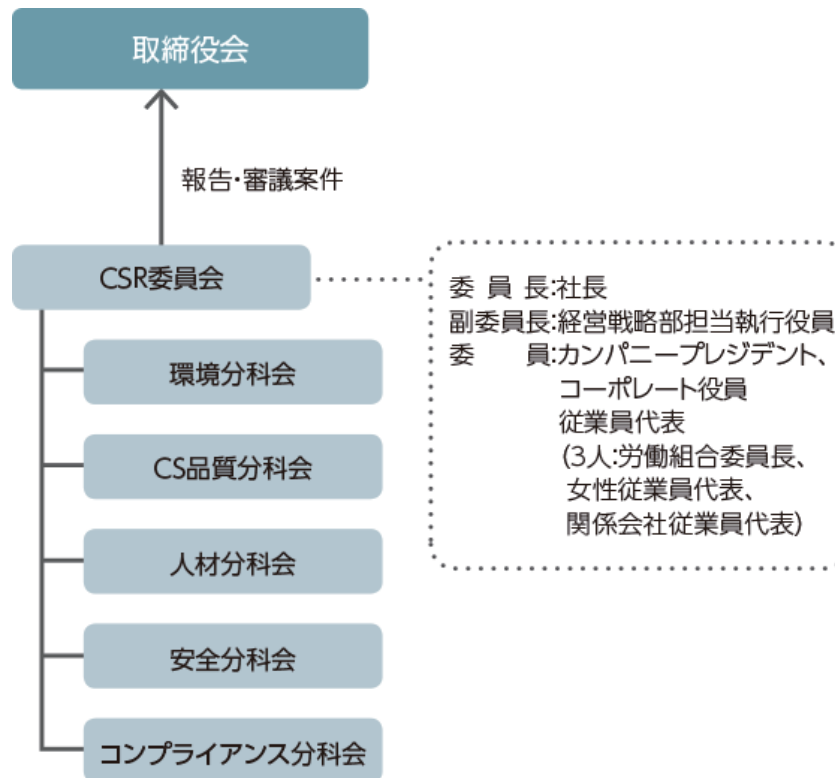 取締役会
報告・審議案件
CSR委員会
委員長:社長
副委員長:経営戦略部担当執行役員
委員:カンパニープレジデント、
コーポレート役員
従業員代表
(3人:労働組合委員長、
女性従業員代表、
関係会社従業員代表)
環境分科会
CS品質分科会
人材分科会
安全分科会
コンプライアンス分科会